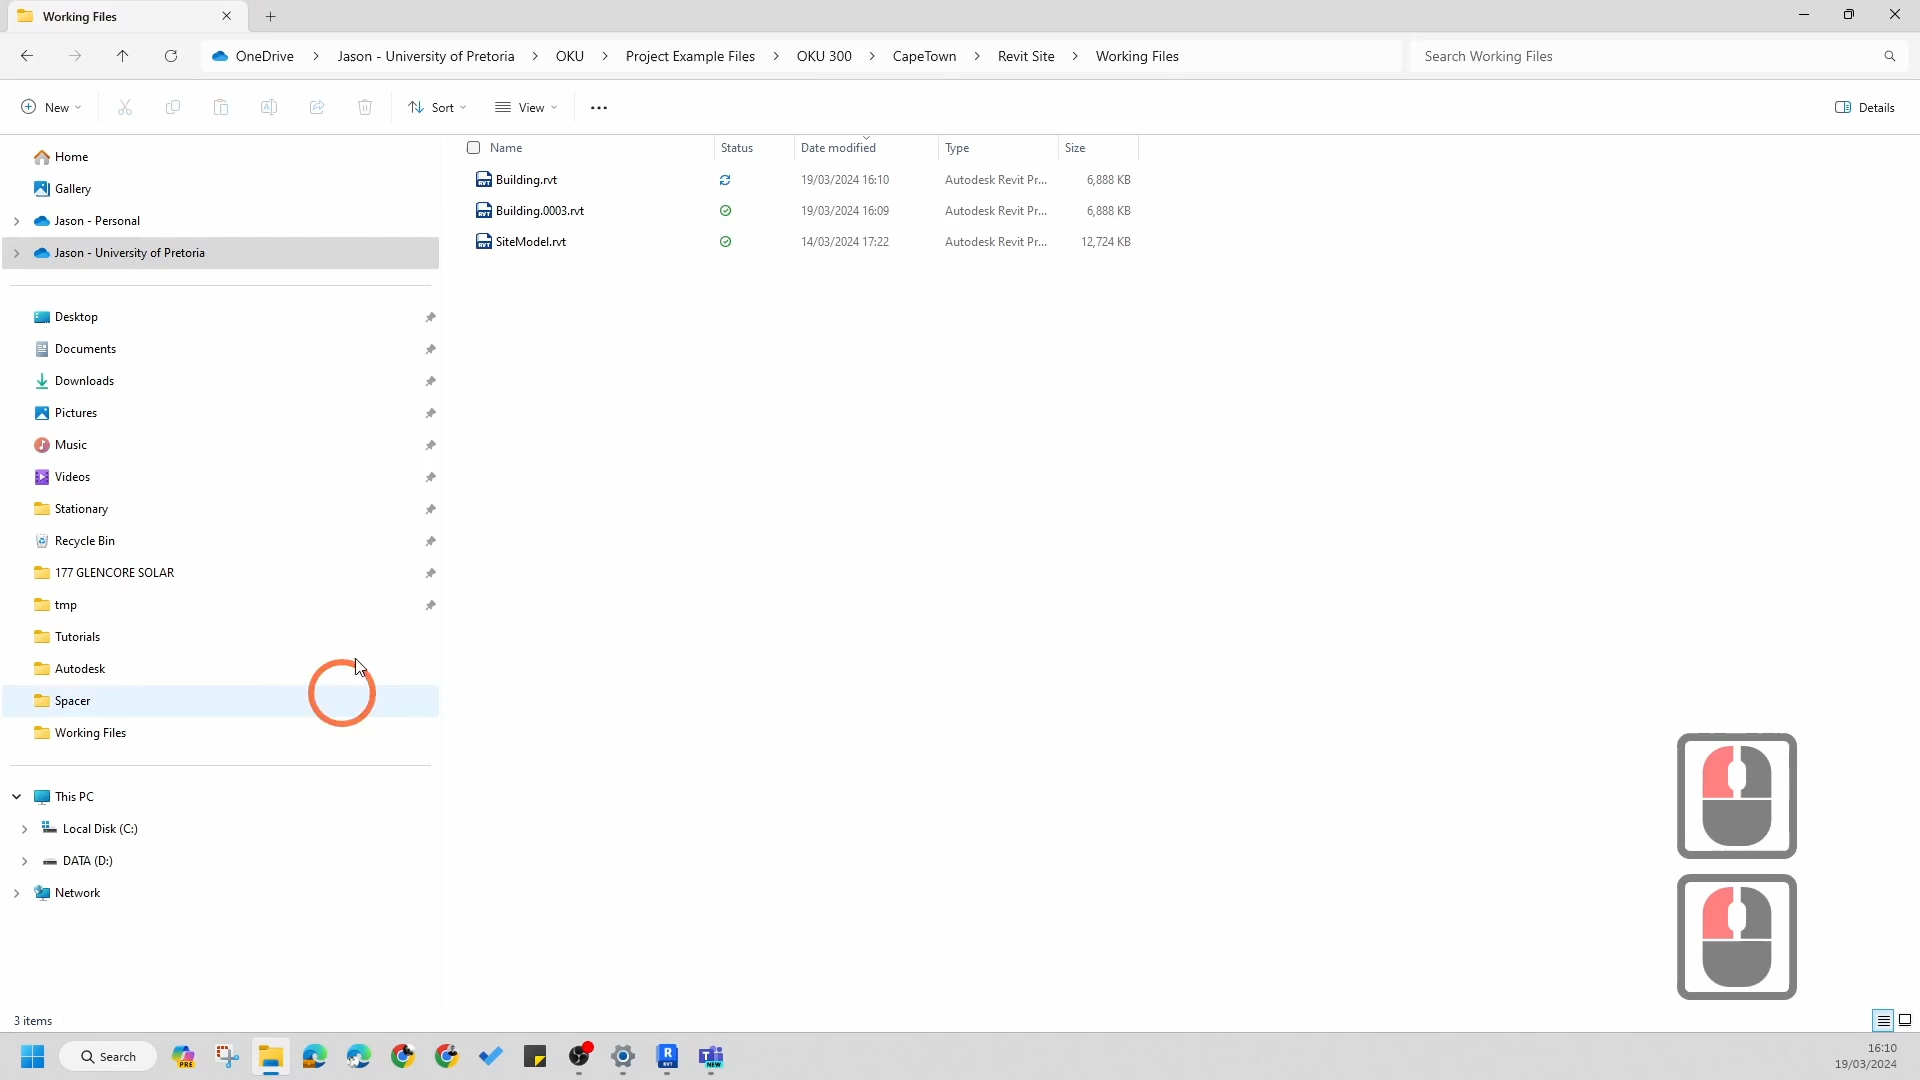 Working Files
OneDrive > Jason - University of Pretoria > OKU > Project Example Files > OKU 300 > CapeTown > Revit Site > Working Files
Search Working Files
New
Sort
View
Details
Home
Gallery
Jason - Personal
Jason - University of Pretoria
Desktop
Documents
Downloads
Pictures
Music
Videos
Stationary
Recycle Bin
177 GLENCORE SOLAR
tmp
Tutorials
Autodesk
Spacer
Working Files
This PC
Local Disk (C:)
DATA (D:)
Network
Name Status Date modified Type Size
Building.rvt 19/03/2024 16:10 Autodesk Revit Pr... 6,888 KB
Building.0003.rvt 19/03/2024 16:09 Autodesk Revit Pr... 6,888 KB
SiteModel.rvt 14/03/2024 17:22 Autodesk Revit Pr... 12,724 KB
3 items
Search
PRE
R
RVT
NEW
16:10
19/03/2024